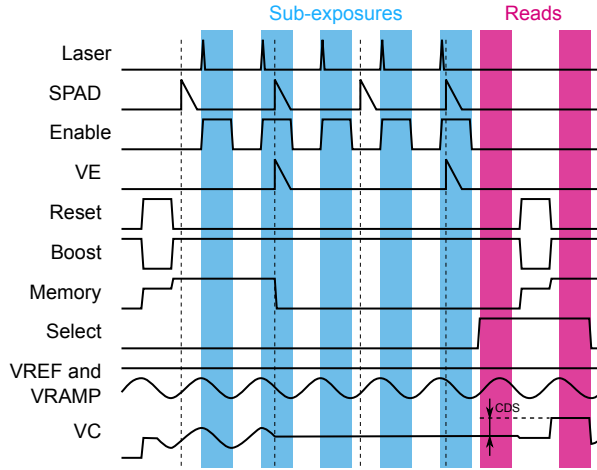 Sub-exposures Reads
Laser
SPAD
Enable
VE
Reset
Boost
Memory
Select
VREF and
VRAMP
CDS
VC